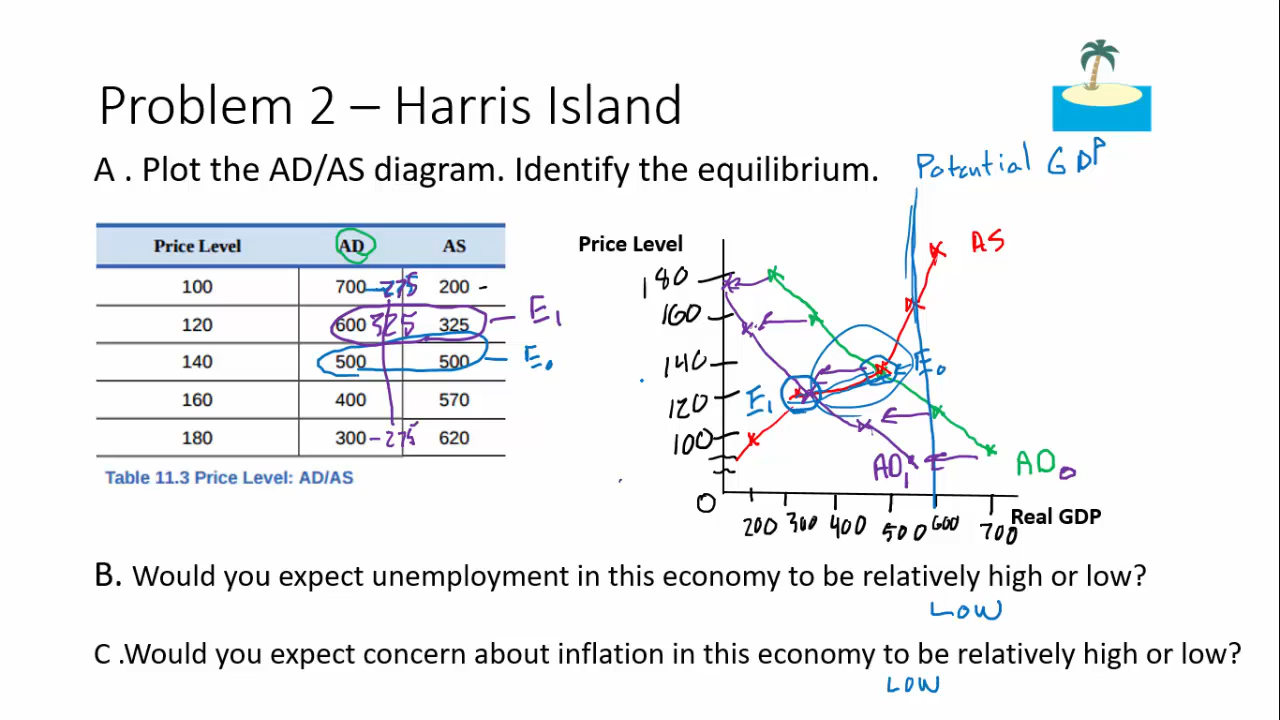 Problem 2 – Harris Island
A . Plot the AD/AS diagram. Identify the equilibrium.
Potential GDP
Price Level AD AS
100 700 -275 200 -
120 600 325 325 E₁
140 500 500 E₀
160 400 570
180 300 -275 620
Table 11.3 Price Level: AD/AS
Price Level
AS
180
160
140 E₀
120 E₁
100
AD₁ AD₀
0
200 300 400 500 600 700 Real GDP
B. Would you expect unemployment in this economy to be relatively high or low?
LOW
C .Would you expect concern about inflation in this economy to be relatively high or low?
LOW